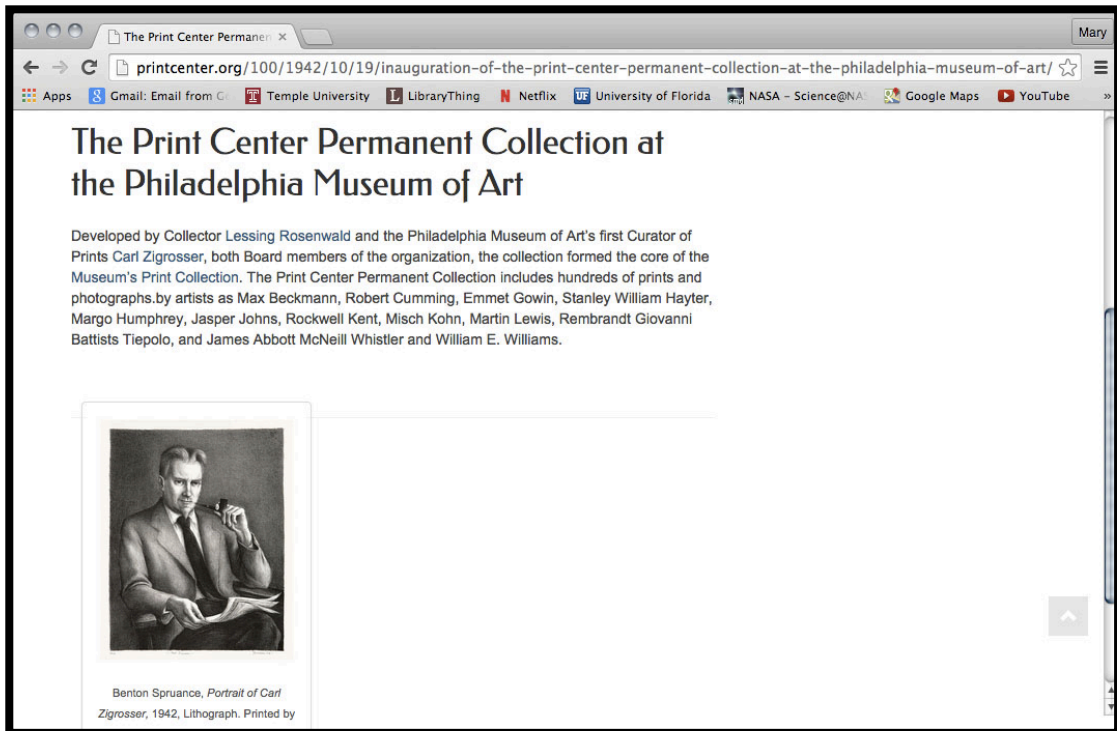 The Print Center Permanen
Mary
printcenter.org/100/1942/10/19/inauguration-of-the-print-center-permanent-collection-at-the-philadelphia-museum-of-art/
Apps Gmail: Email from G Temple University LibraryThing Netflix University of Florida NASA – Science@NA Google Maps YouTube »
The Print Center Permanent Collection at
the Philadelphia Museum of Art
Developed by Collector Lessing Rosenwald and the Philadelphia Museum of Art's first Curator of
Prints Carl Zigrosser, both Board members of the organization, the collection formed the core of the
Museum's Print Collection. The Print Center Permanent Collection includes hundreds of prints and
photographs.by artists as Max Beckmann, Robert Cumming, Emmet Gowin, Stanley William Hayter,
Margo Humphrey, Jasper Johns, Rockwell Kent, Misch Kohn, Martin Lewis, Rembrandt Giovanni
Battists Tiepolo, and James Abbott McNeill Whistler and William E. Williams.
Benton Spruance, Portrait of Carl
Zigrosser, 1942, Lithograph. Printed by